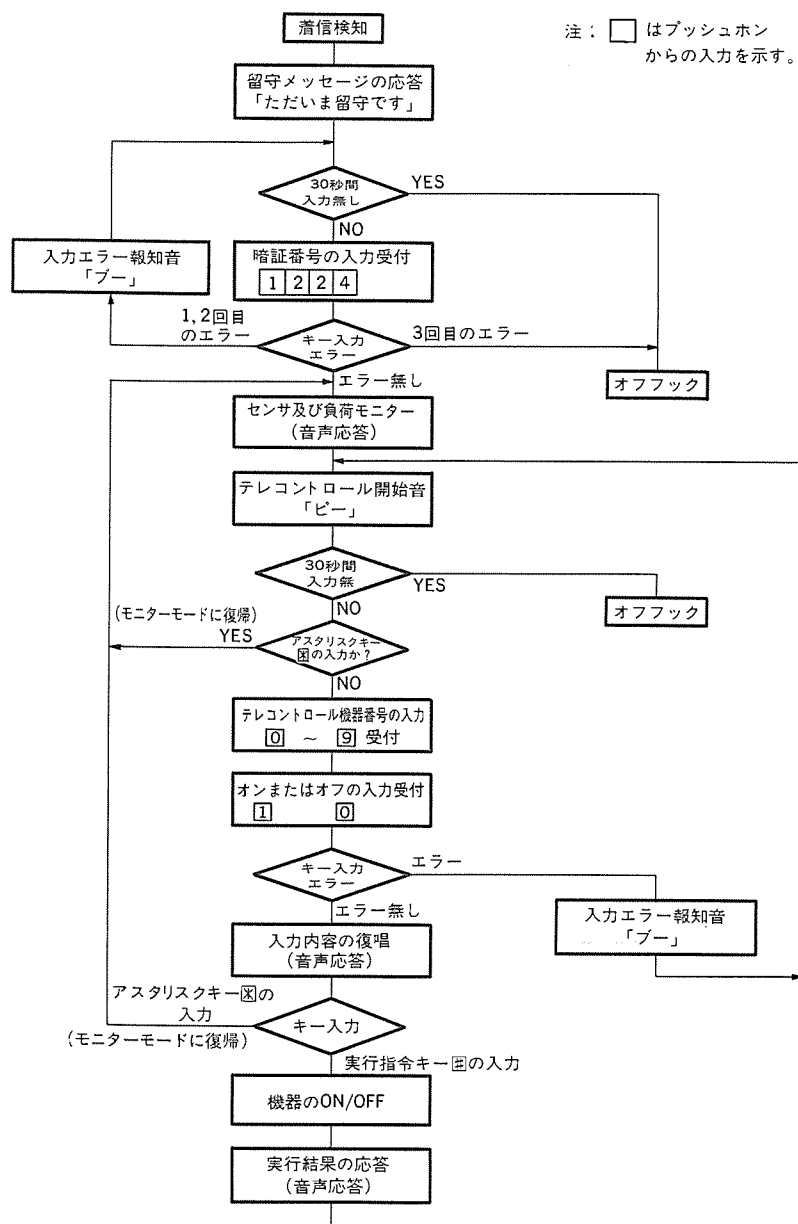 着信検知
注：□はプッシュホン
からの入力を示す。
留守メッセージの応答
「ただいま留守です」
30秒間
入力無し
YES
NO
入力エラー報知音
「ブー」
暗証番号の入力受付
1 2 2 4
1,2回目
のエラー
キー入力
エラー
3回目のエラー
エラー無し
オフフック
センサ及び負荷モニター
(音声応答)
テレコントロール開始音
「ピー」
30秒間
入力無
YES
NO
オフフック
(モニターモードに復帰)
YES
アスタリスクキー
＊の入力か？
NO
テレコントロール機器番号の入力
0 ～ 9 受付
オンまたはオフの入力受付
1 0
キー入力
エラー
エラー
エラー無し
入力エラー報知音
「ブー」
入力内容の復唱
(音声応答)
アスタリスクキー＊の
入力
(モニターモードに復帰)
キー入力
実行指令キー#の入力
機器のON/OFF
実行結果の応答
(音声応答)